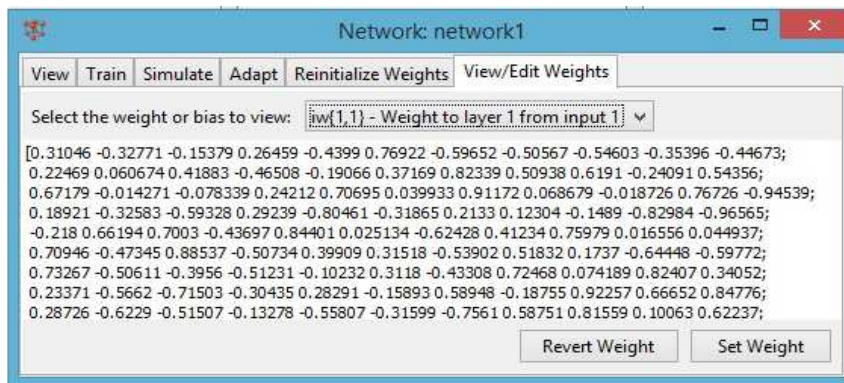 Network: network1
View Train Simulate Adapt Reinitialize Weights View/Edit Weights
Select the weight or bias to view: iw{1,1} - Weight to layer 1 from input 1
[0.31046 -0.32771 -0.15379 0.26459 -0.4399 0.76922 -0.59652 -0.50567 -0.54603 -0.35396 -0.44673;
0.22469 0.060674 0.41883 -0.46508 -0.19066 0.37169 0.82339 0.50938 0.6191 -0.24091 0.54356;
0.67179 -0.014271 -0.078339 0.24212 0.70695 0.039933 0.91172 0.068679 -0.018726 0.76726 -0.94539;
0.18921 -0.32583 -0.59328 0.29239 -0.80461 -0.31865 0.2133 0.12304 -0.1489 -0.82984 -0.96565;
-0.218 0.66194 0.7003 -0.43697 0.84401 0.025134 -0.62428 0.41234 0.75979 0.016556 0.044937;
0.70946 -0.47345 0.88537 -0.50734 0.39909 0.31518 -0.53902 0.51832 0.1737 -0.64448 -0.59772;
0.73267 -0.50611 -0.3956 -0.51231 -0.10232 0.3118 -0.43308 0.72468 0.074189 0.82407 0.34052;
0.23371 -0.5662 -0.71503 -0.30435 0.28291 -0.15893 0.58948 -0.18755 0.92257 0.66652 0.84776;
0.28726 -0.6229 -0.51507 -0.13278 -0.55807 -0.31599 -0.7561 0.58751 0.81559 0.10063 0.62237;
Revert Weight Set Weight